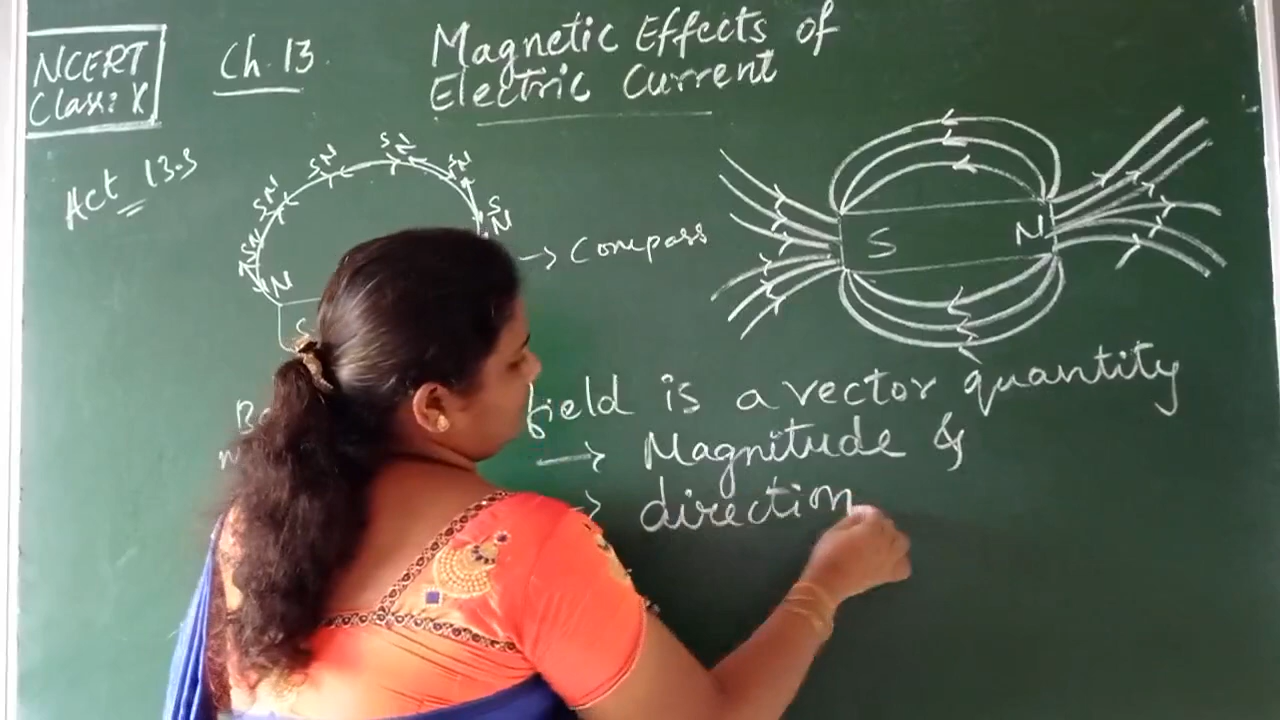 NCERT
Class: X
Ch. 13.
Magnetic Effects of
Electric Current
Act 13.3
S N
S N
S N
S N
S N
S N
N
S
→ Compass
S
N
field is a vector quantity
→ Magnitude &
→ direction